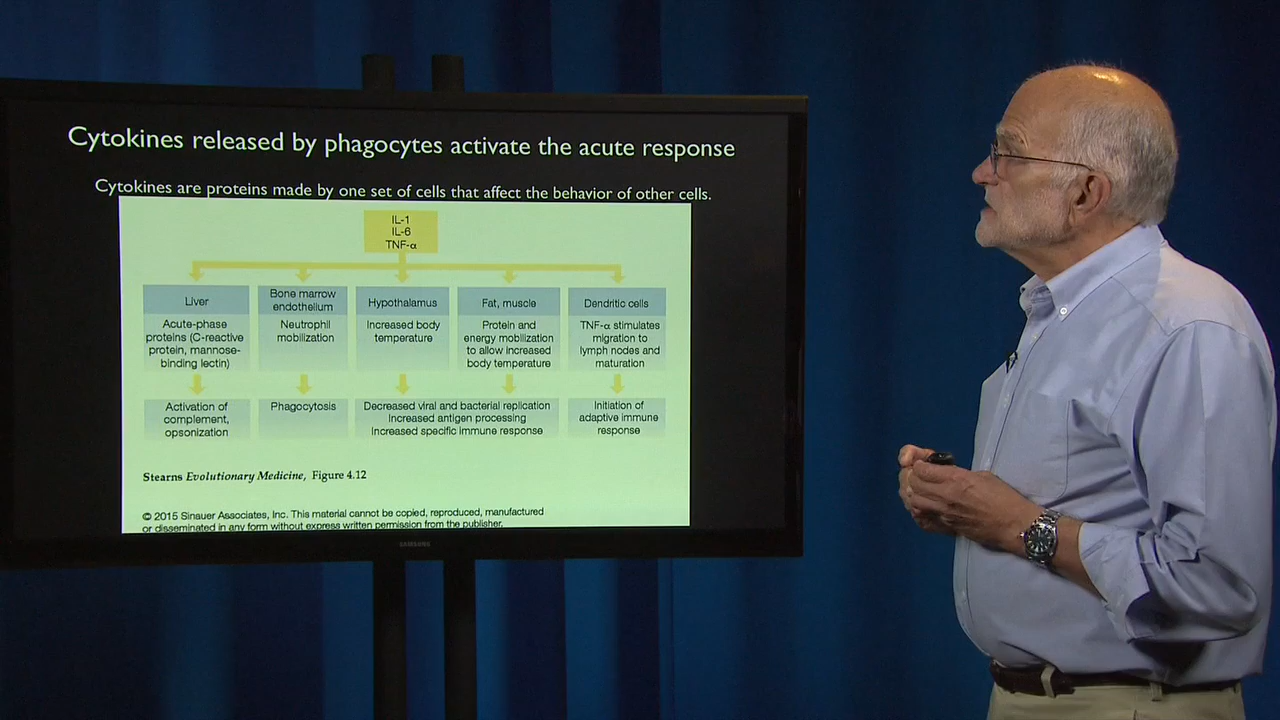 Cytokines released by phagocytes activate the acute response
Cytokines are proteins made by one set of cells that affect the behavior of other cells.
IL-1
IL-6
TNF-α
Liver
Acute-phase
proteins (C-reactive
protein, mannose-
binding lectin)
Activation of
complement,
opsonization
Bone marrow
endothelium
Neutrophil
mobilization
Phagocytosis
Hypothalamus
Increased body
temperature
Fat, muscle
Protein and
energy mobilization
to allow increased
body temperature
Decreased viral and bacterial replication
Increased antigen processing
Increased specific immune response
Dendritic cells
TNF-α stimulates
migration to
lymph nodes and
maturation
Initiation of
adaptive immune
response
Stearns Evolutionary Medicine, Figure 4.12
© 2015 Sinauer Associates, Inc. This material cannot be copied, reproduced, manufactured
or disseminated in any form without express written permission from the publisher.
SAMSUNG